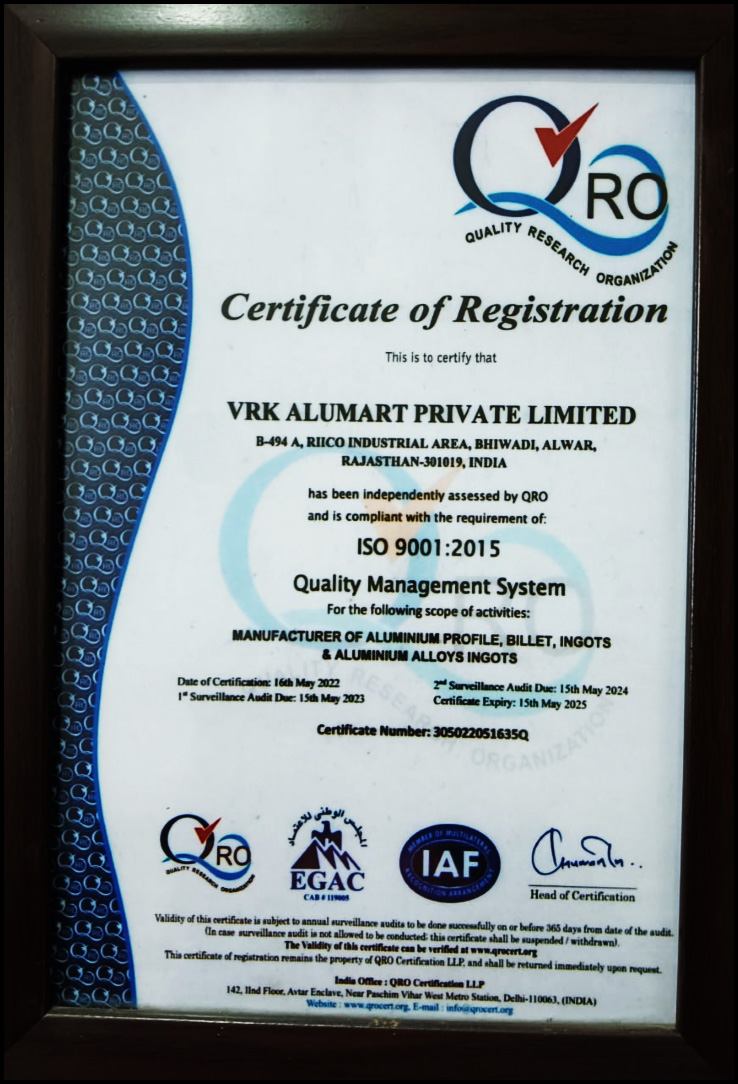 QRO
QUALITY RESEARCH ORGANIZATION
Certificate of Registration
This is to certify that
VRK ALUMART PRIVATE LIMITED
B-494 A, RIICO INDUSTRIAL AREA, BHIWADI, ALWAR,
RAJASTHAN-301019, INDIA
has been independently assessed by QRO
and is compliant with the requirement of:
ISO 9001:2015
Quality Management System
For the following scope of activities:
MANUFACTURER OF ALUMINIUM PROFILE, BILLET, INGOTS
& ALUMINIUM ALLOYS INGOTS
Date of Certification: 16th May 2022 2nd Surveillance Audit Due: 15th May 2024
1st Surveillance Audit Due: 15th May 2023 Certificate Expiry: 15th May 2025
Certificate Number: 305022051635Q
QRO
QUALITY RESEARCH ORGANIZATION
المجلس الوطني للاعتماد
EGAC
CAB # 119005
MEMBER OF MULTILATERAL
IAF
RECOGNITION ARRANGEMENT
Head of Certification
Validity of this certificate is subject to annual surveillance audits to be done successfully on or before 365 days from date of the audit.
(In case surveillance audit is not allowed to be conducted; this certificate shall be suspended / withdrawn).
The Validity of this certificate can be verified at www.qrocert.org
This certificate of registration remains the property of QRO Certification LLP, and shall be returned immediately upon request.
India Office : QRO Certification LLP
142, IInd Floor, Avtar Enclave, Near Paschim Vihar West Metro Station, Delhi-110063, (INDIA)
Website : www.qrocert.org, E-mail : info@qrocert.org